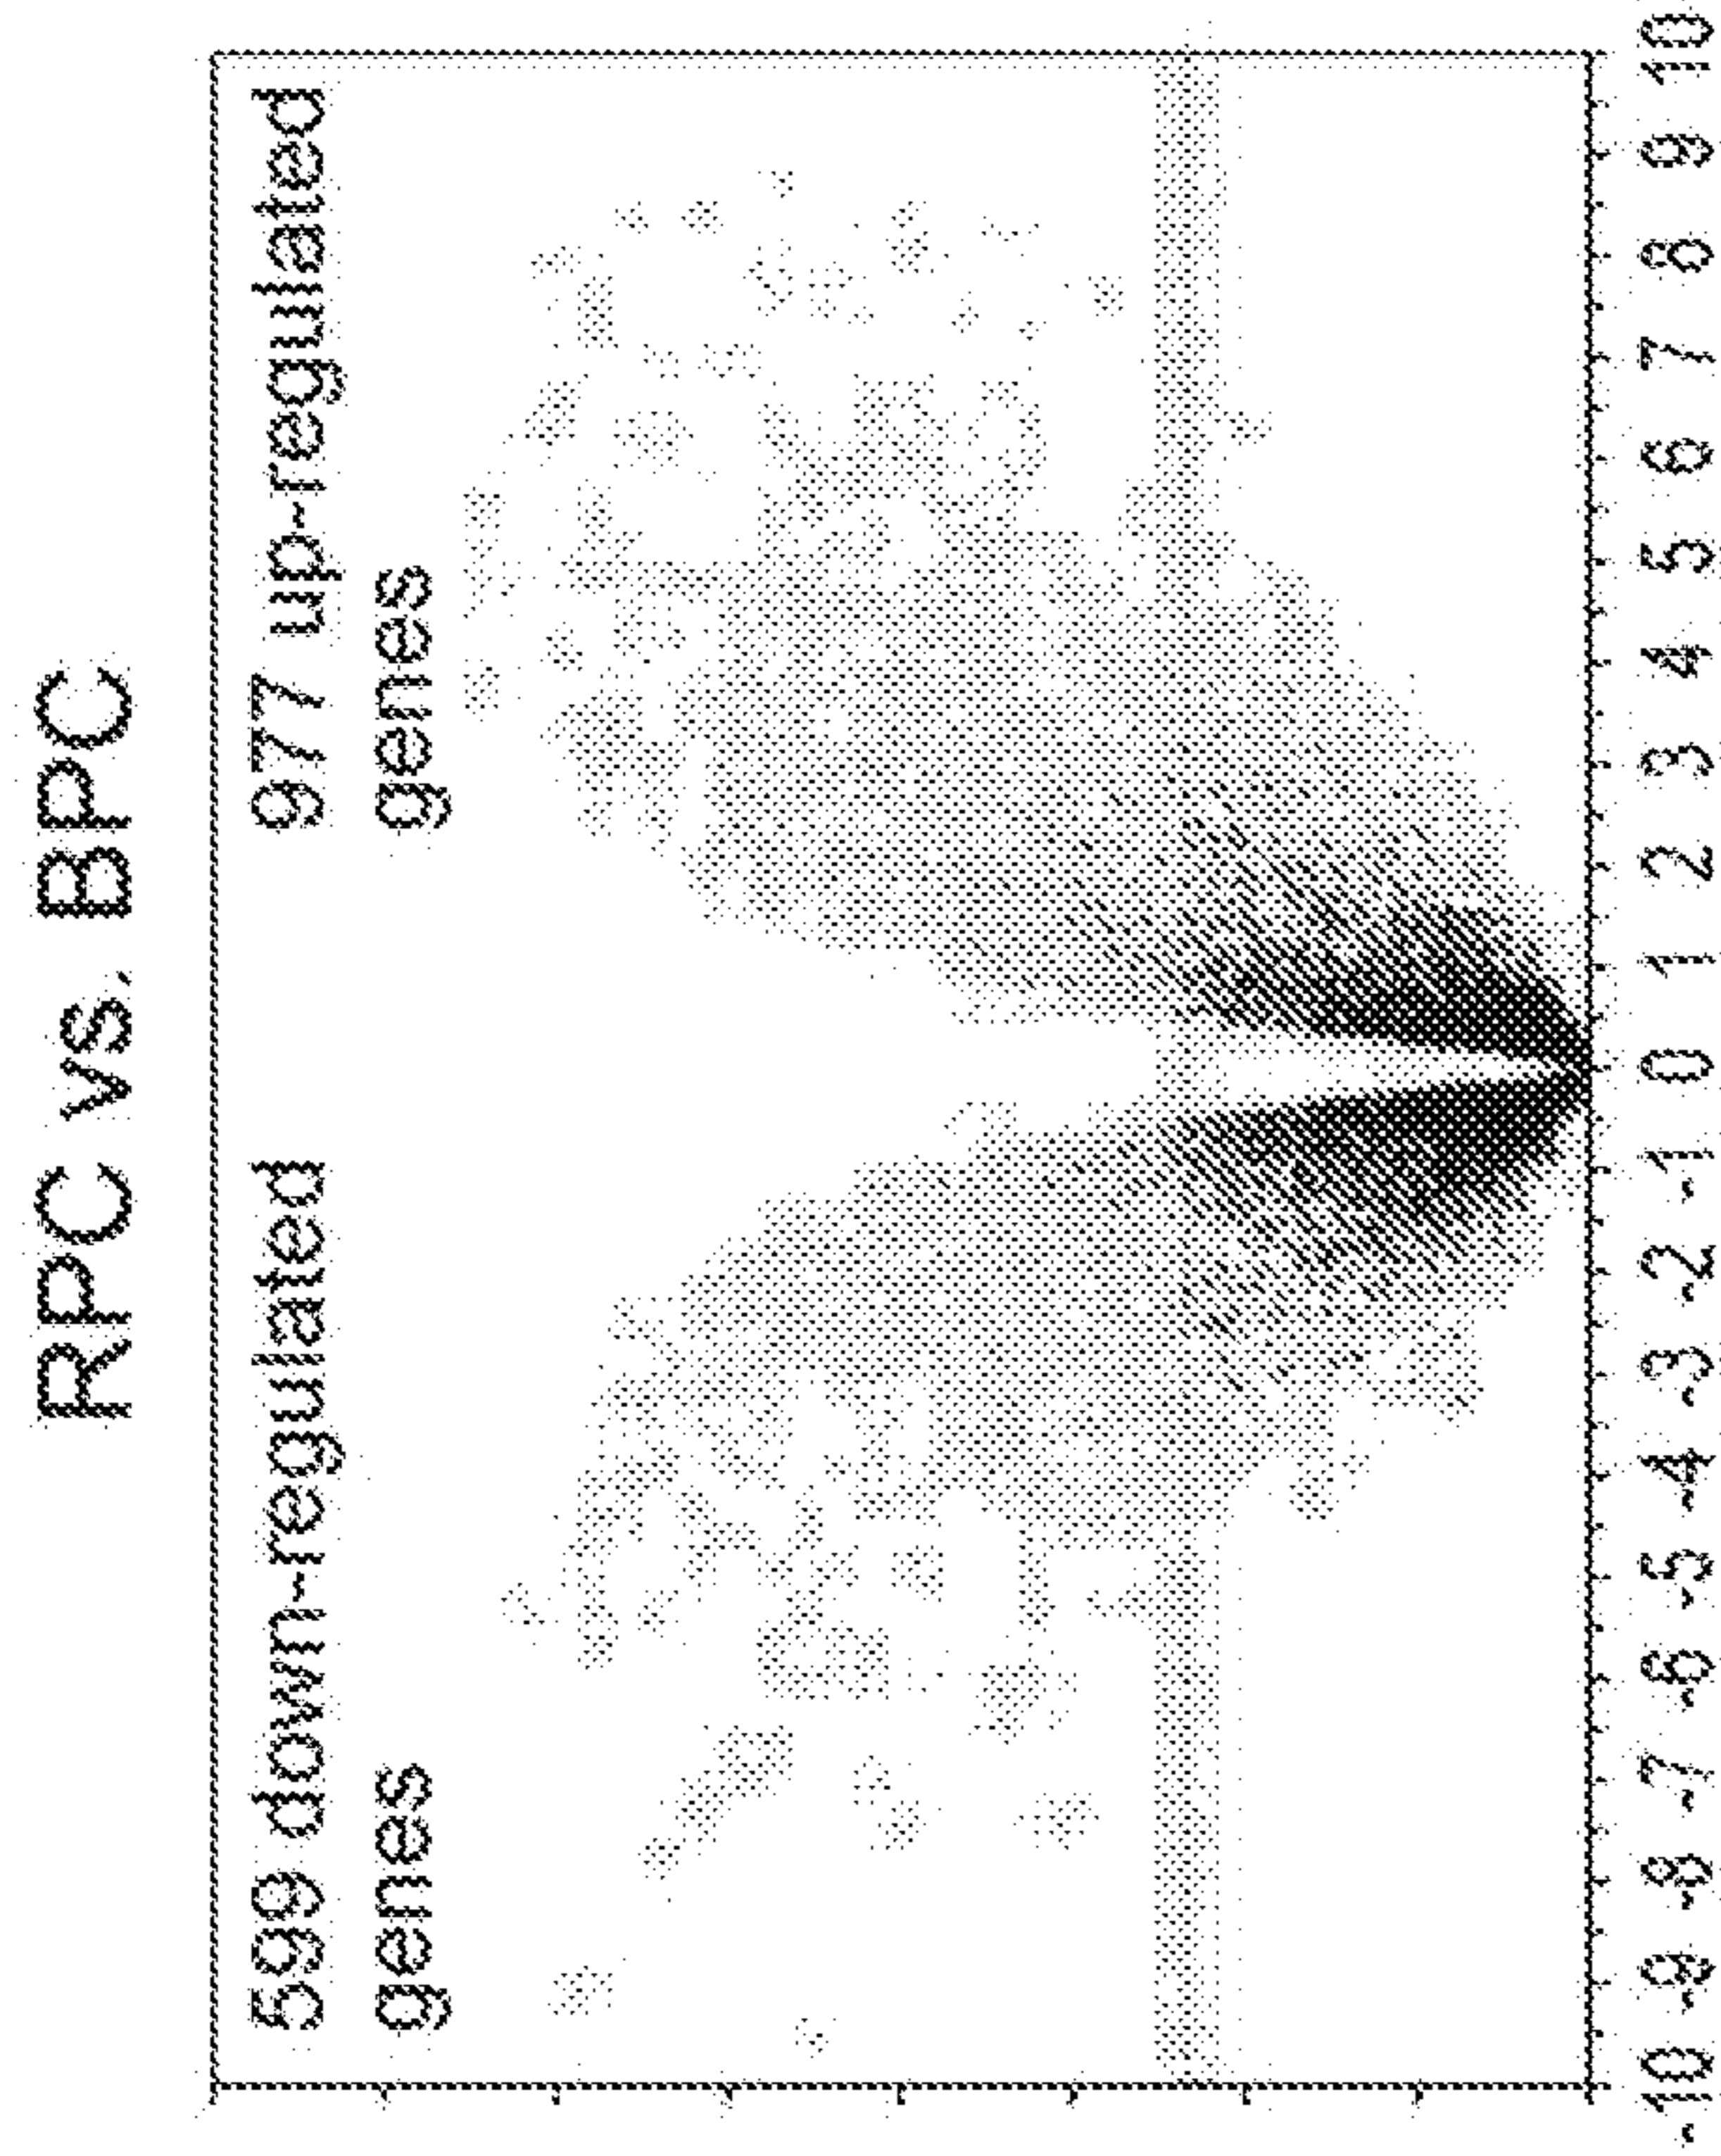 RPC vs. BPC
599 down-regulated
genes
977 up-regulated
genes
-10 -9 -8 -7 -6 -5 -4 -3 -2 -1 0 1 2 3 4 5 6 7 8 9 10